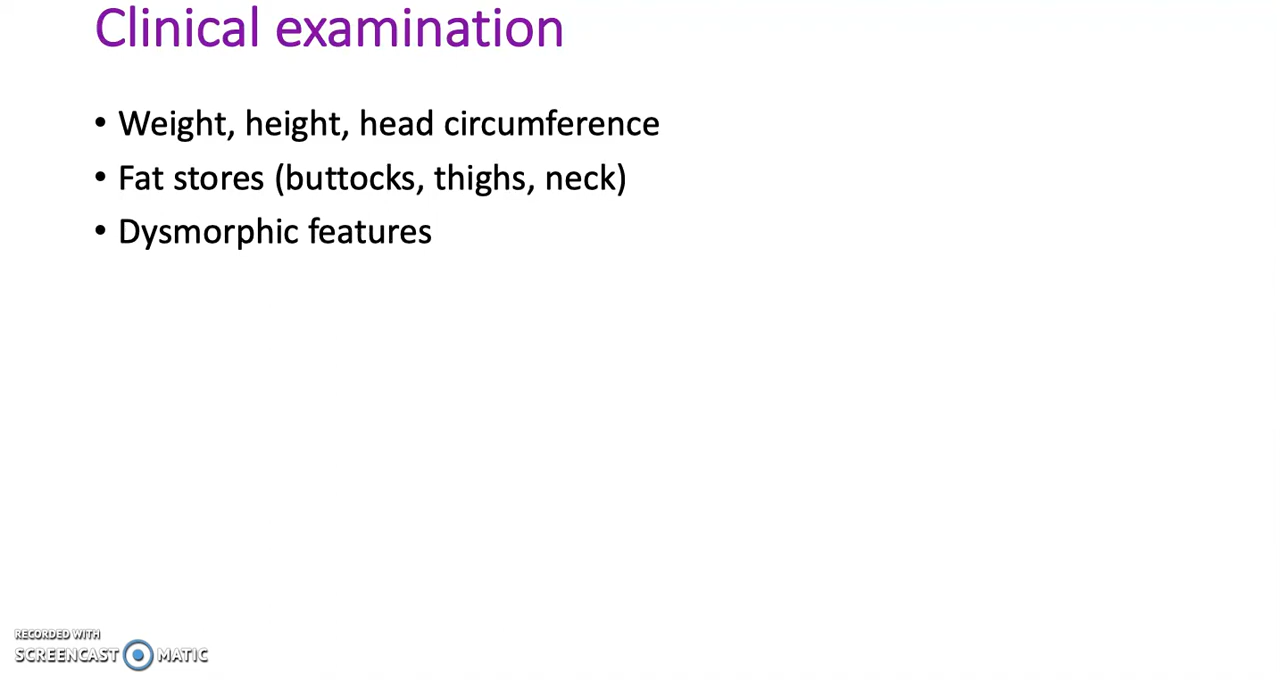 Clinical examination
• Weight, height, head circumference
• Fat stores (buttocks, thighs, neck)
• Dysmorphic features
RECORDED WITH
SCREENCAST MATIC